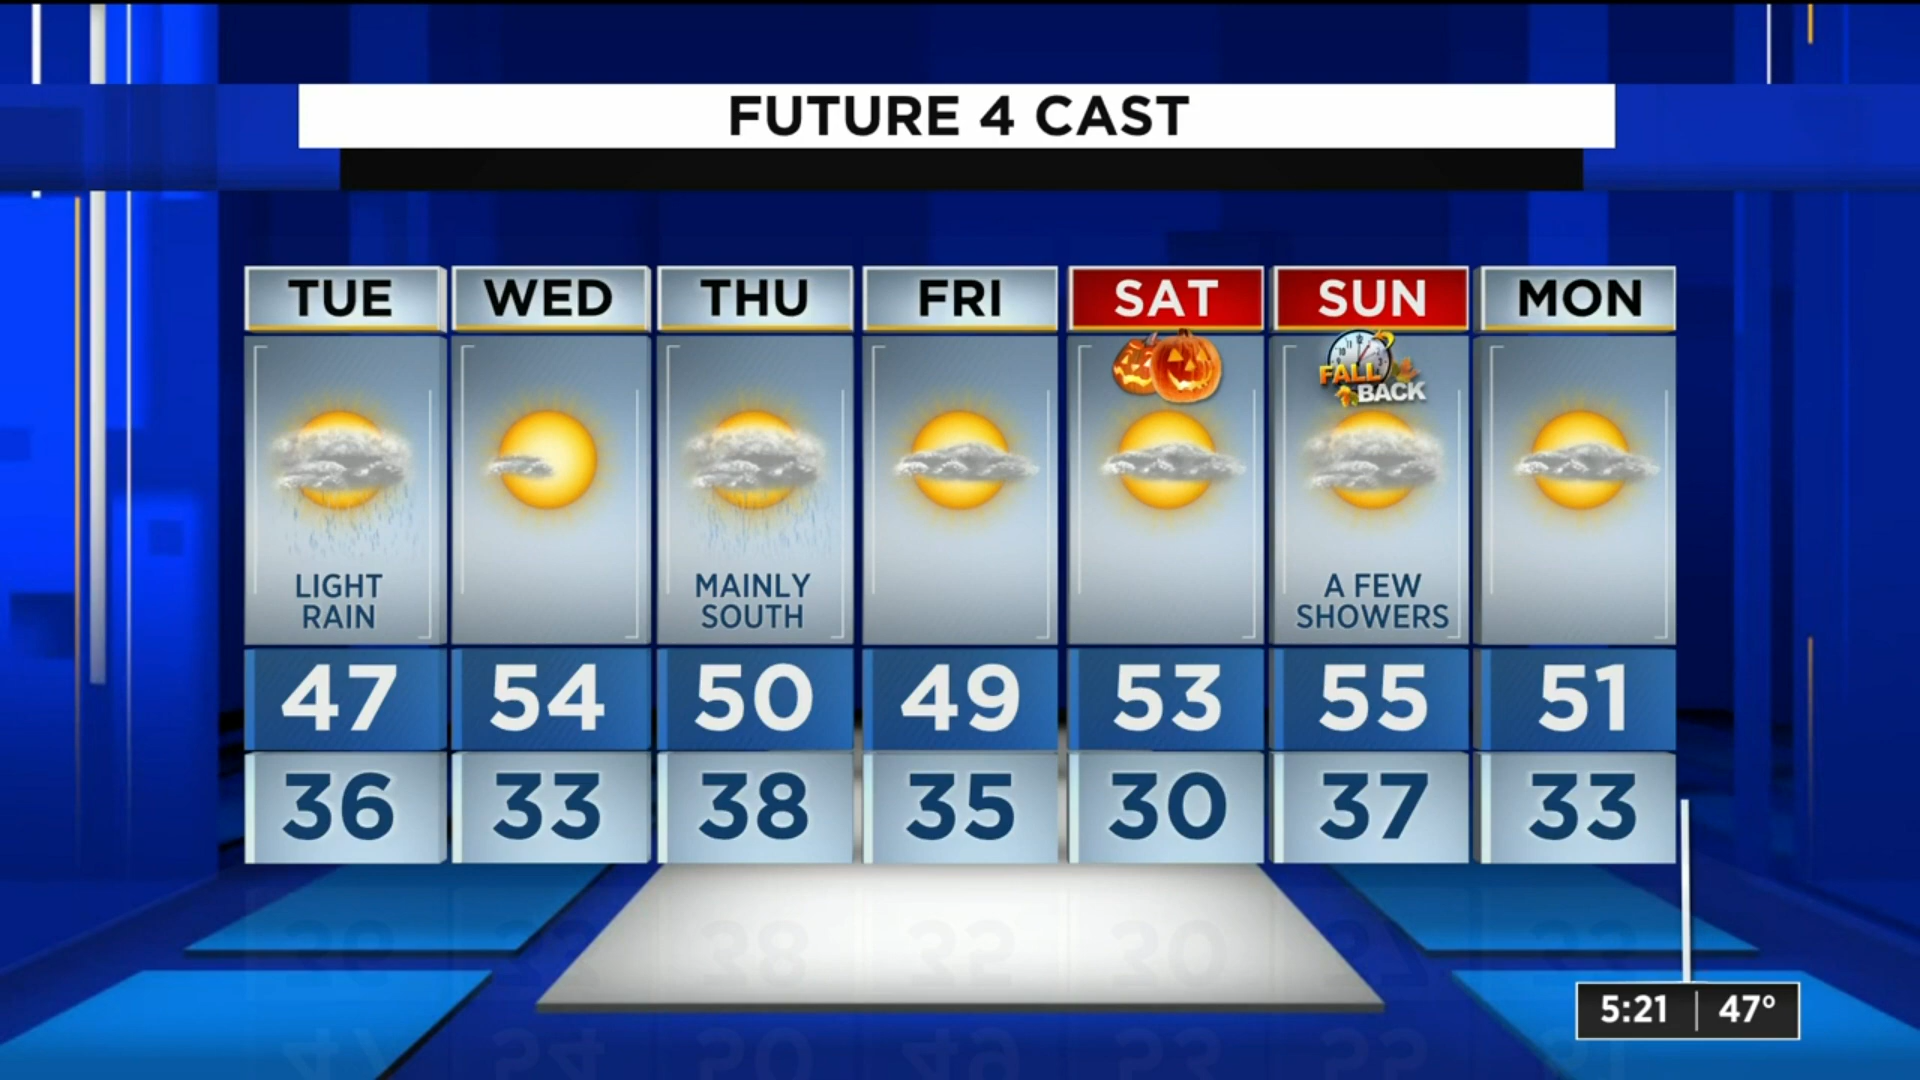 FUTURE 4 CAST
TUE WED THU FRI SAT SUN MON
FALL
BACK
LIGHT
RAIN
MAINLY
SOUTH
A FEW
SHOWERS
47 54 50 49 53 55 51
36 33 38 35 30 37 33
5:21 47°